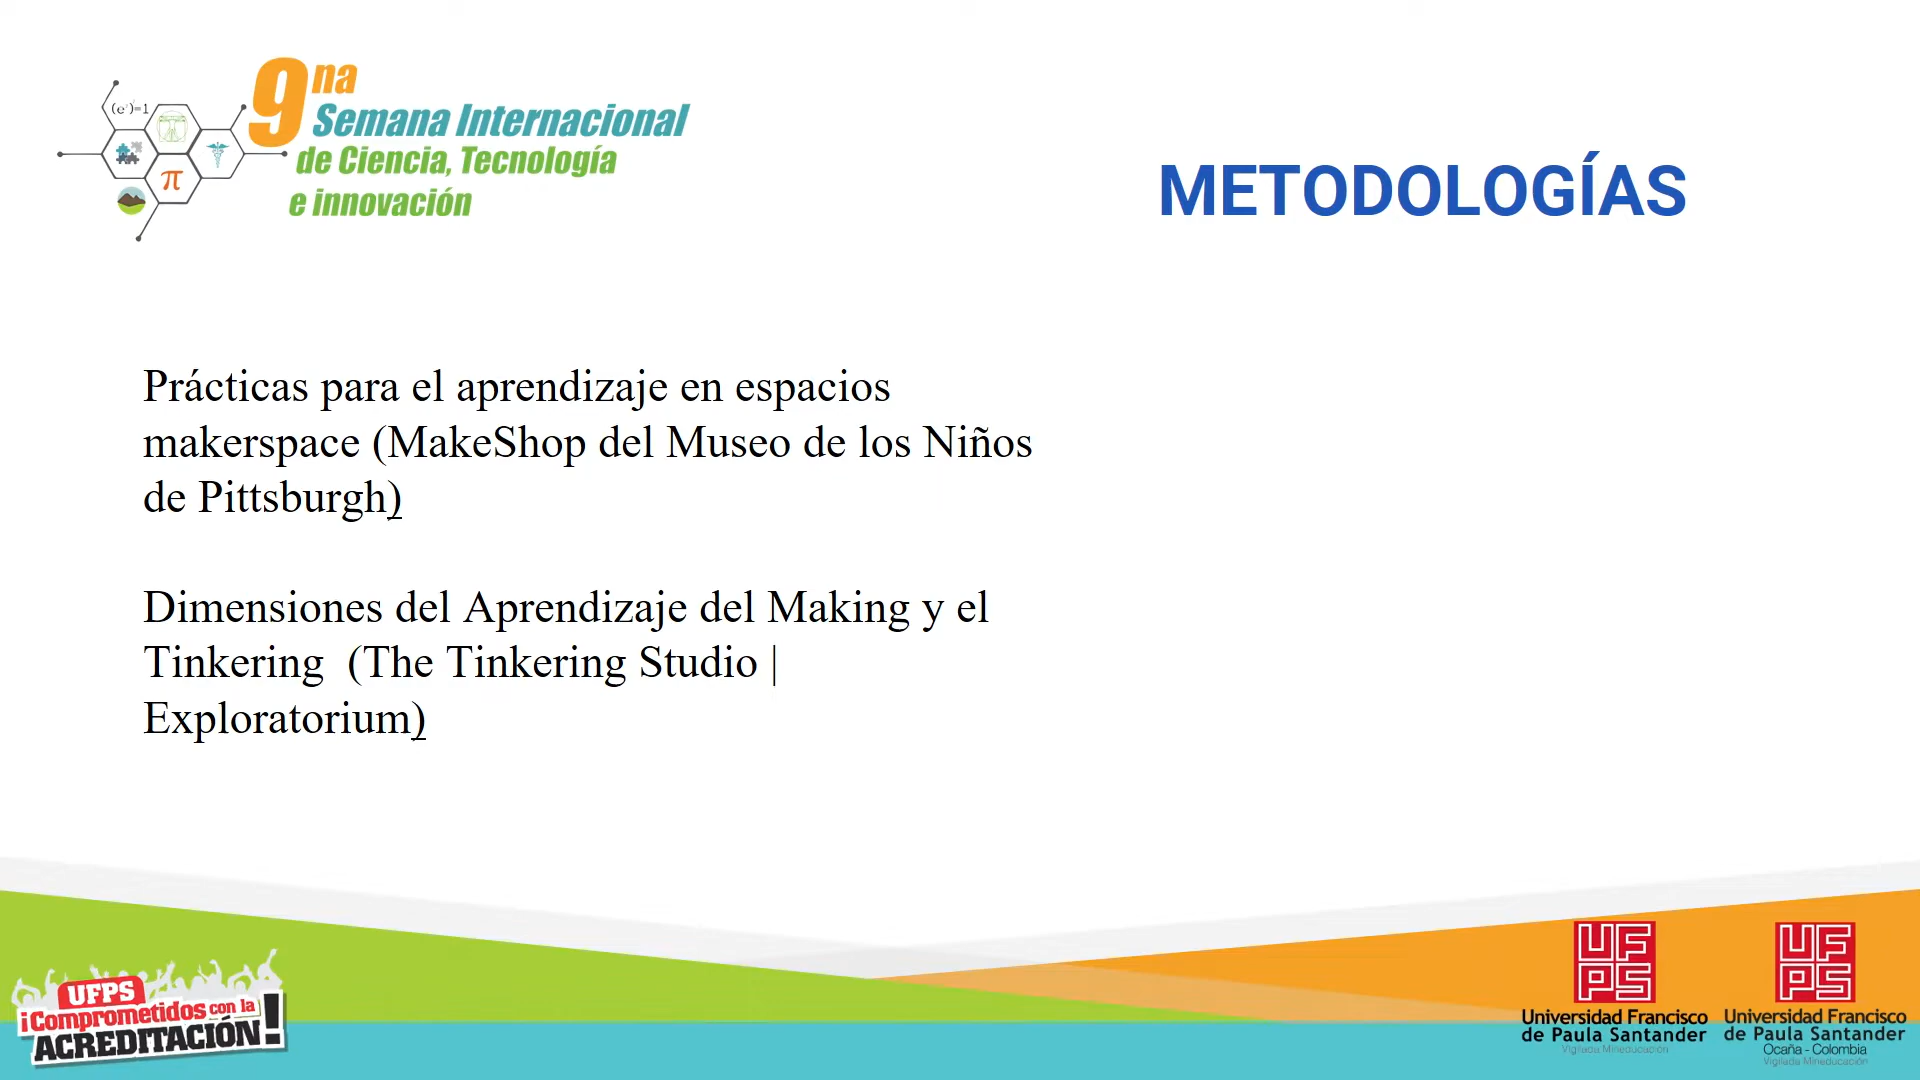 (e^x)'=1
π
9na
Semana Internacional
de Ciencia, Tecnología
e innovación
METODOLOGÍAS
Prácticas para el aprendizaje en espacios
makerspace (MakeShop del Museo de los Niños
de Pittsburgh)
Dimensiones del Aprendizaje del Making y el
Tinkering  (The Tinkering Studio |
Exploratorium)
UFPS
¡Comprometidos con la
ACREDITACIÓN!
UFPS
Universidad Francisco
de Paula Santander
Vigilada Mineducación
UFPS
Universidad Francisco
de Paula Santander
Ocaña - Colombia
Vigilada Mineducación